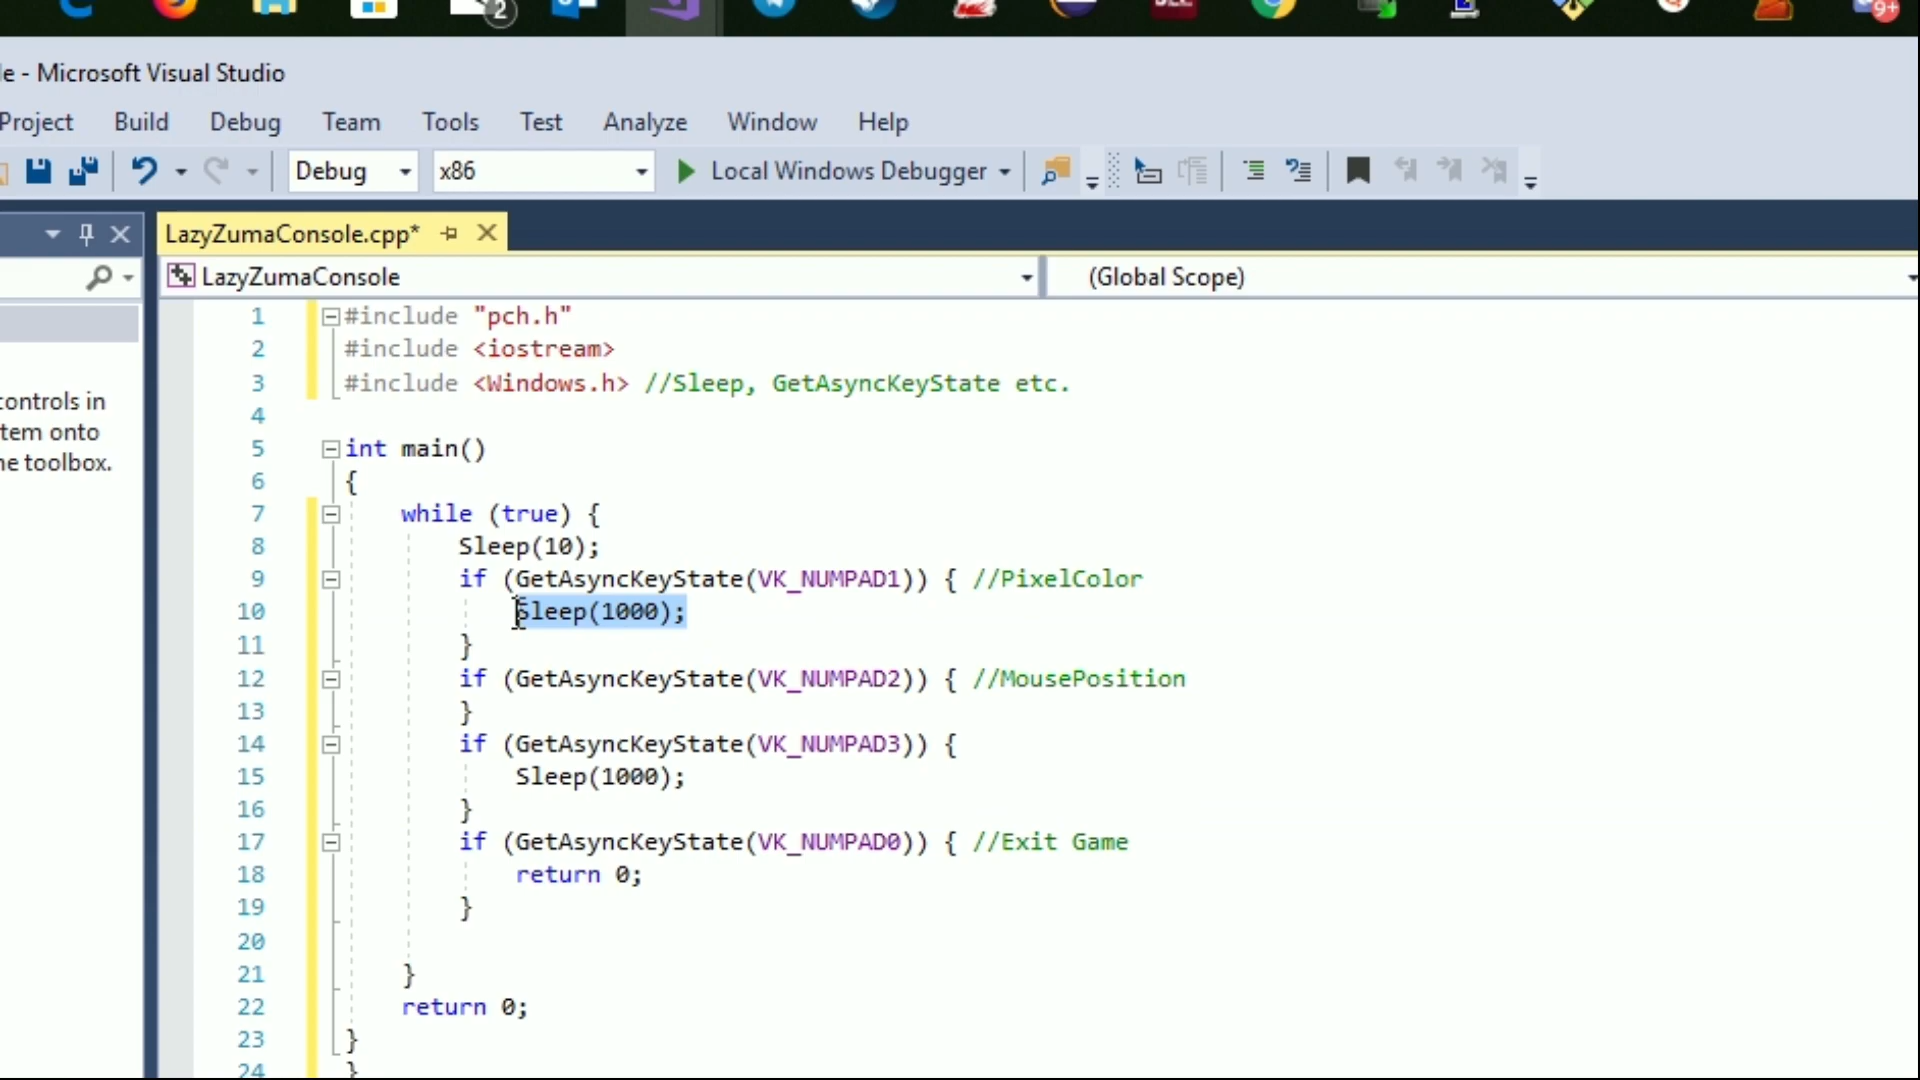 2
9+
le - Microsoft Visual Studio
Project Build Debug Team Tools Test Analyze Window Help
Debug x86 Local Windows Debugger
LazyZumaConsole.cpp*
LazyZumaConsole (Global Scope)
controls in
tem onto
he toolbox.
1 #include "pch.h"
2 #include <iostream>
3 #include <Windows.h> //Sleep, GetAsyncKeyState etc.
4
5 int main()
6 {
7 while (true) {
8 Sleep(10);
9 if (GetAsyncKeyState(VK_NUMPAD1)) { //PixelColor
10 Sleep(1000);
11 }
12 if (GetAsyncKeyState(VK_NUMPAD2)) { //MousePosition
13 }
14 if (GetAsyncKeyState(VK_NUMPAD3)) {
15 Sleep(1000);
16 }
17 if (GetAsyncKeyState(VK_NUMPAD0)) { //Exit Game
18 return 0;
19 }
20
21 }
22 return 0;
23 }
24 }